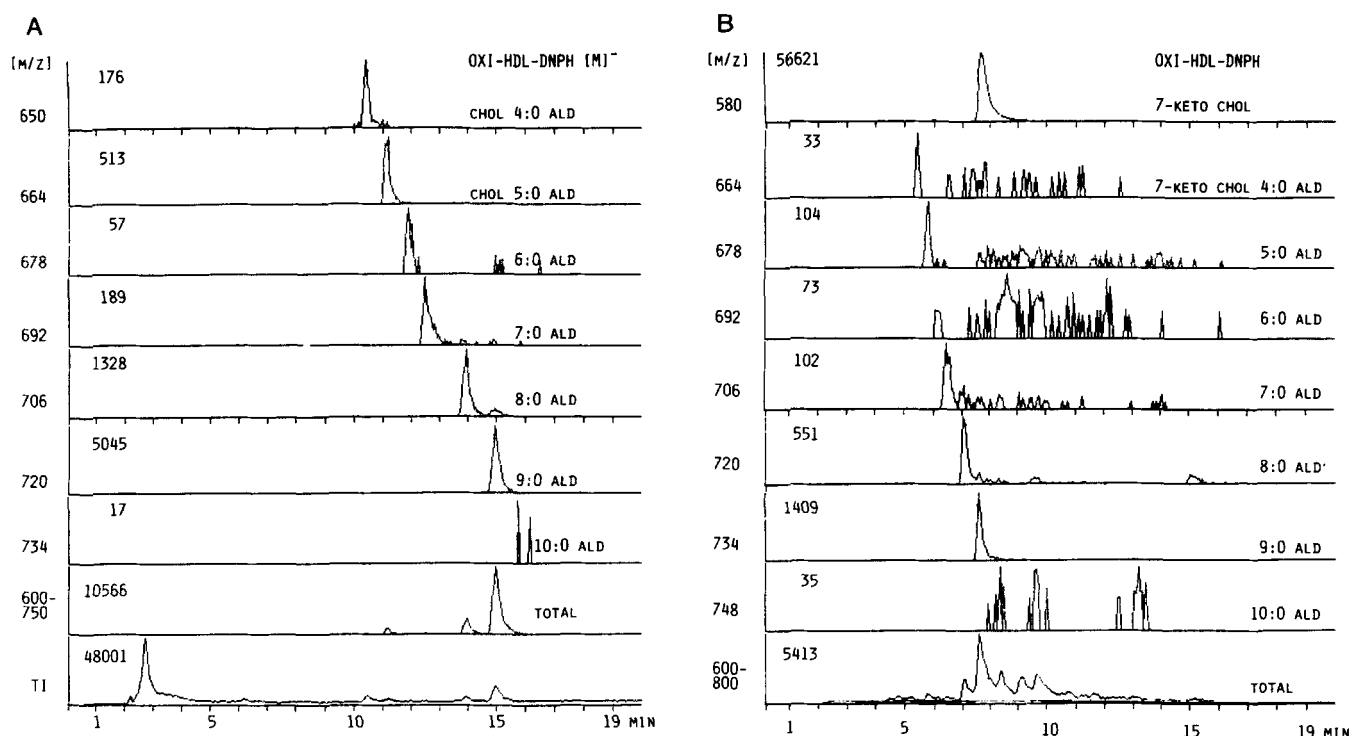 A
[M/Z]
176
OXI-HDL-DNPH [M]⁻
650
CHOL 4:0 ALD
513
664
CHOL 5:0 ALD
57
678
6:0 ALD
189
692
7:0 ALD
1328
706
8:0 ALD
5045
720
9:0 ALD
17
734
10:0 ALD
600-
750
10566
TOTAL
48001
TI
1 5 10 15 19 MIN
B
[M/Z]
56621
OXI-HDL-DNPH
580
7-KETO CHOL
33
664
7-KETO CHOL 4:0 ALD
104
678
5:0 ALD
73
692
6:0 ALD
102
706
7:0 ALD
551
720
8:0 ALD
1409
734
9:0 ALD
35
748
10:0 ALD
5413
600-
800
TOTAL
1 5 10 15 19 MIN